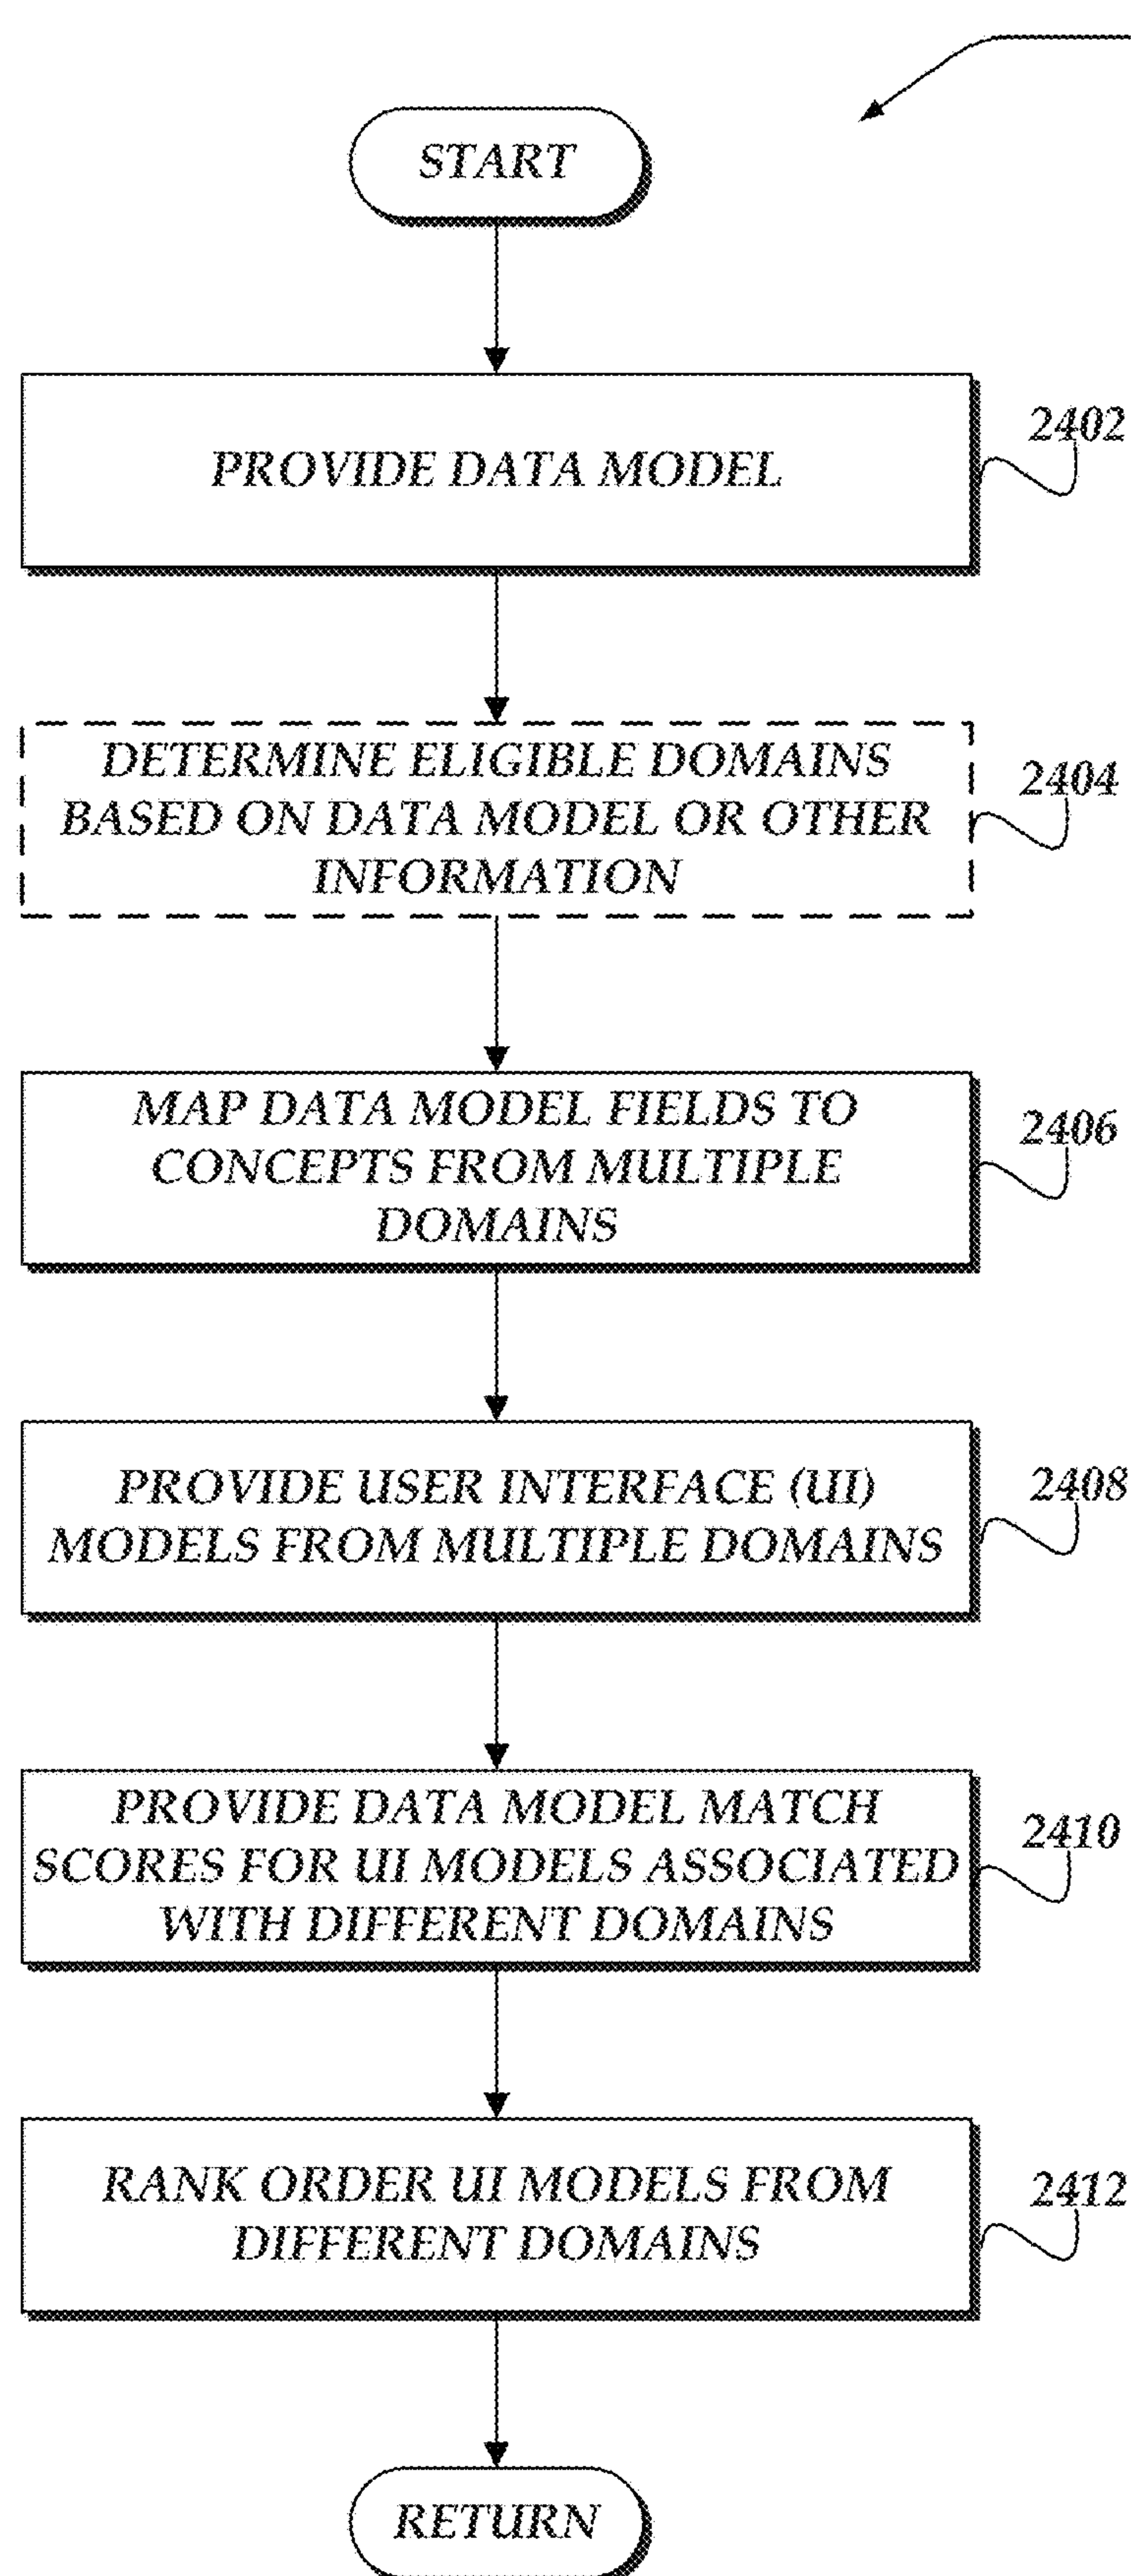 START
PROVIDE DATA MODEL
2402
DETERMINE ELIGIBLE DOMAINS
BASED ON DATA MODEL OR OTHER
INFORMATION
2404
MAP DATA MODEL FIELDS TO
CONCEPTS FROM MULTIPLE
DOMAINS
2406
PROVIDE USER INTERFACE (UI)
MODELS FROM MULTIPLE DOMAINS
2408
PROVIDE DATA MODEL MATCH
SCORES FOR UI MODELS ASSOCIATED
WITH DIFFERENT DOMAINS
2410
RANK ORDER UI MODELS FROM
DIFFERENT DOMAINS
2412
RETURN